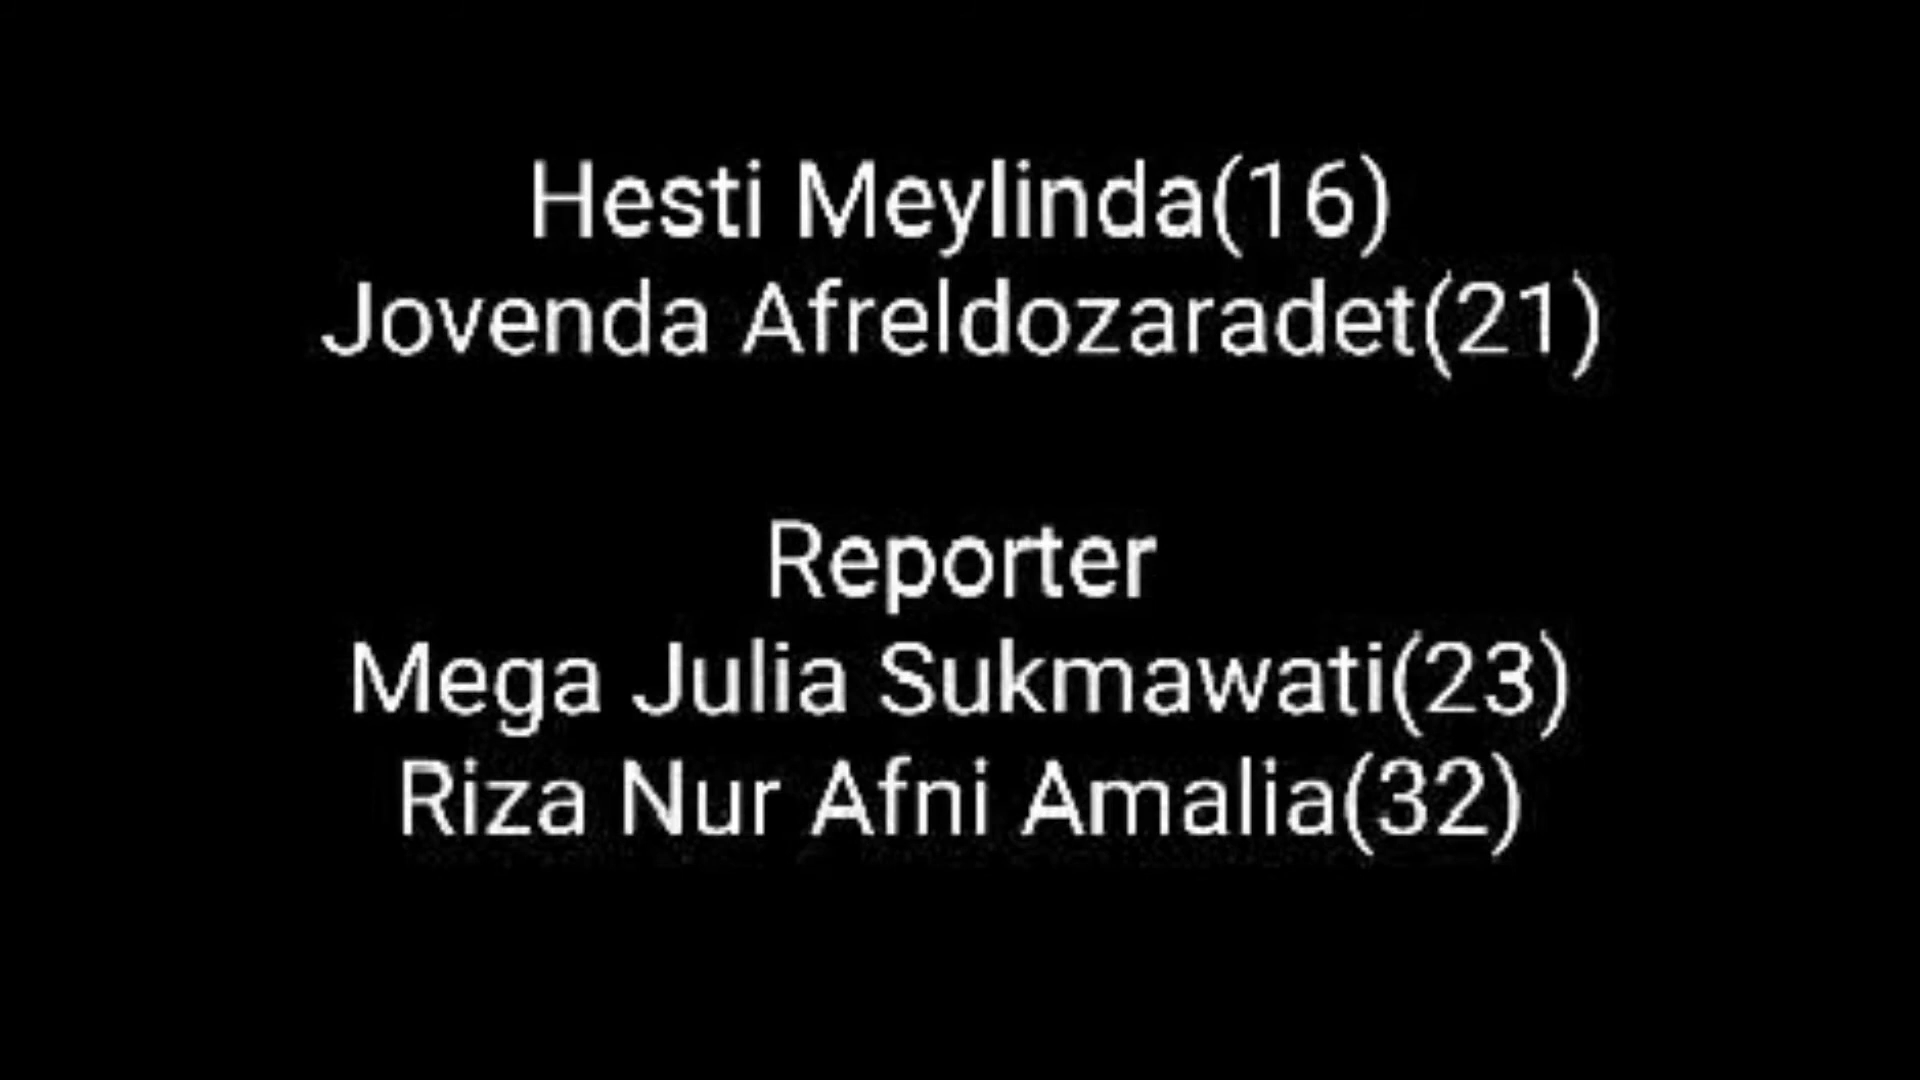 Hesti Meylinda(16)
Jovenda Afreldozaradet(21)
Reporter
Mega Julia Sukmawati(23)
Riza Nur Afni Amalia(32)